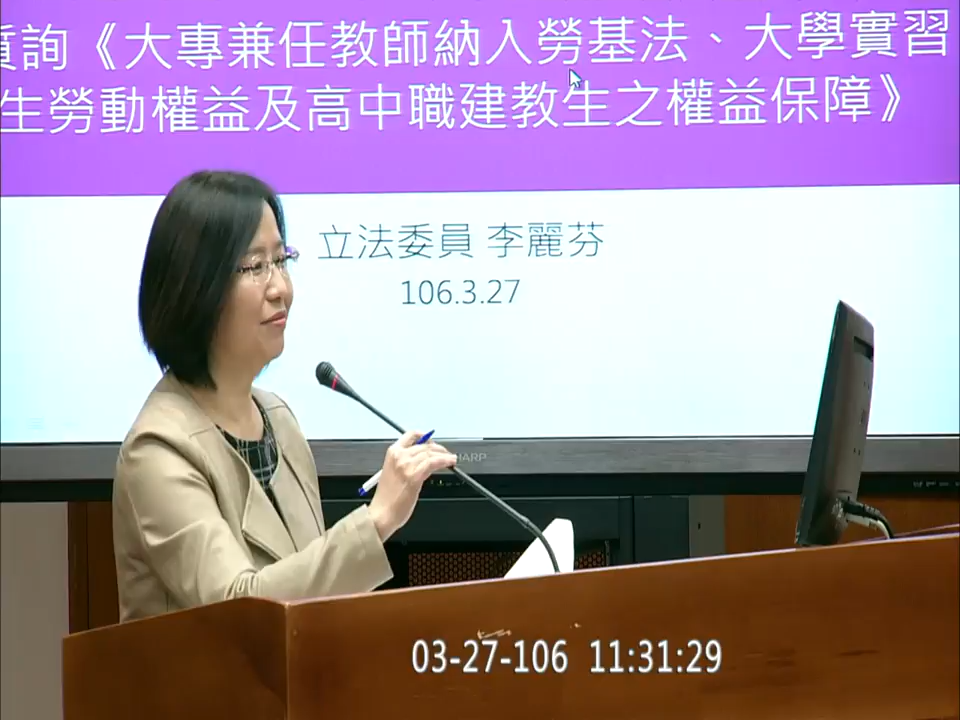 質詢《大專兼任教師納入勞基法、大學實習
生勞動權益及高中職建教生之權益保障》
立法委員 李麗芬
106.3.27
SHARP
03-27-106 11:31:29